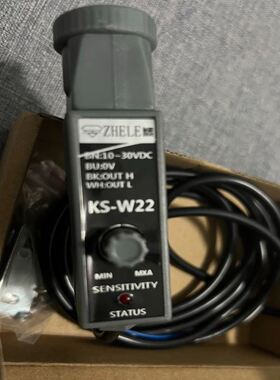 ZHELE
BN:10-30VDC
BU:0V
BK:OUT H
WH:OUT L
KS-W22
MIN MXA
SENSITIVITY
STATUS